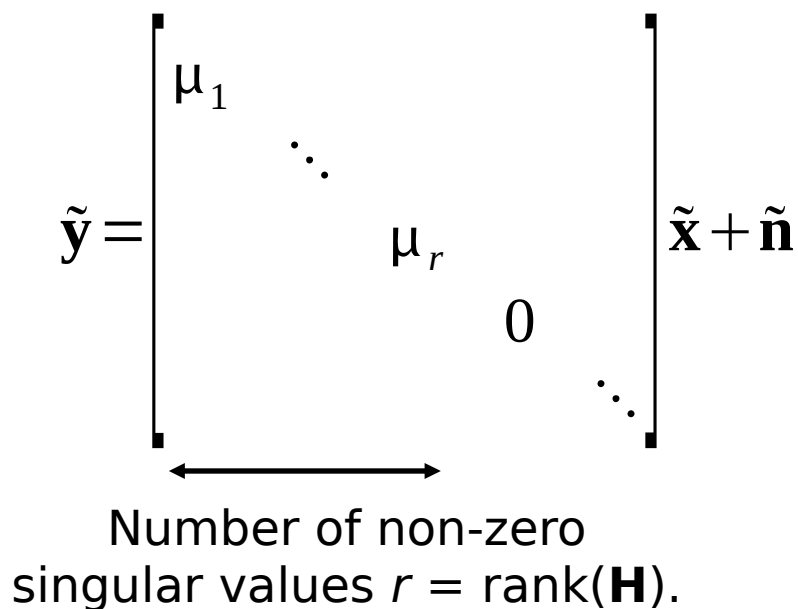 μ₁
⋱
ỹ = x̃ + ñ
μᵣ
0
⋱
Number of non-zero
singular values r = rank(H).